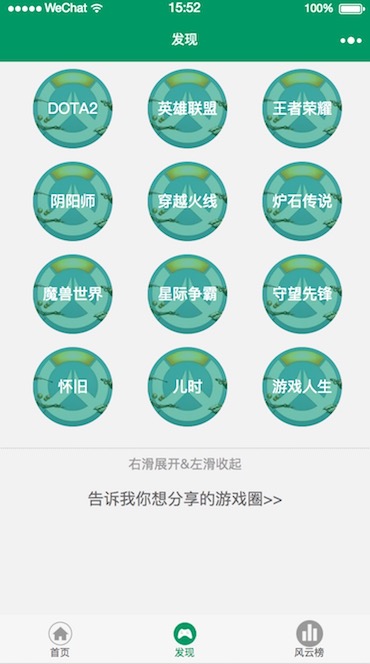 WeChat 15:52 100%
发现
DOTA2 英雄联盟 王者荣耀
阴阳师 穿越火线 炉石传说
魔兽世界 星际争霸 守望先锋
怀旧 儿时 游戏人生
右滑展开&左滑收起
告诉我你想分享的游戏圈>>
首页 发现 风云榜